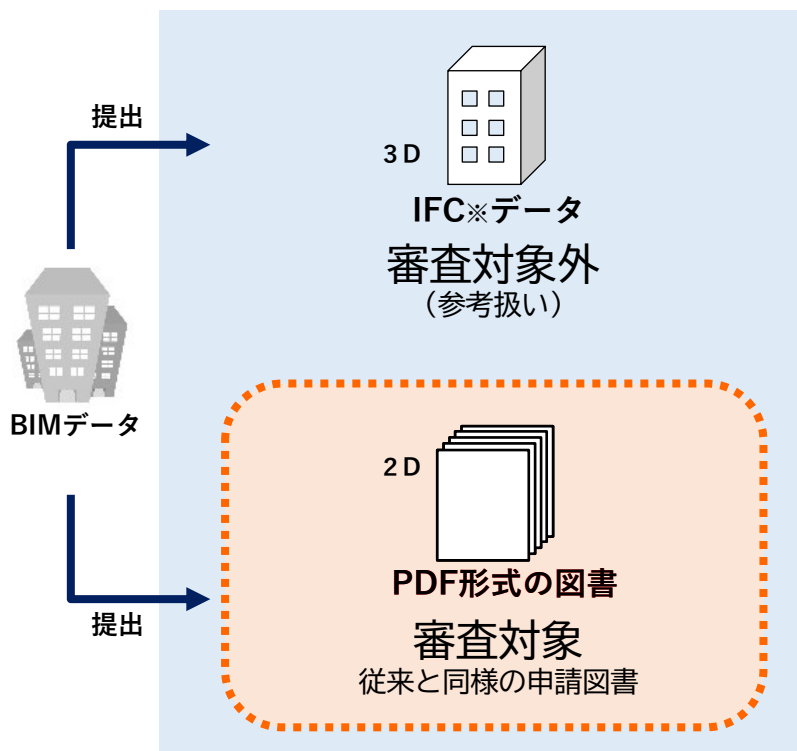 提出
３Ｄ
IFC※データ
審査対象外
（参考扱い）
BIMデータ
２Ｄ
PDF形式の図書
審査対象
従来と同様の申請図書
提出